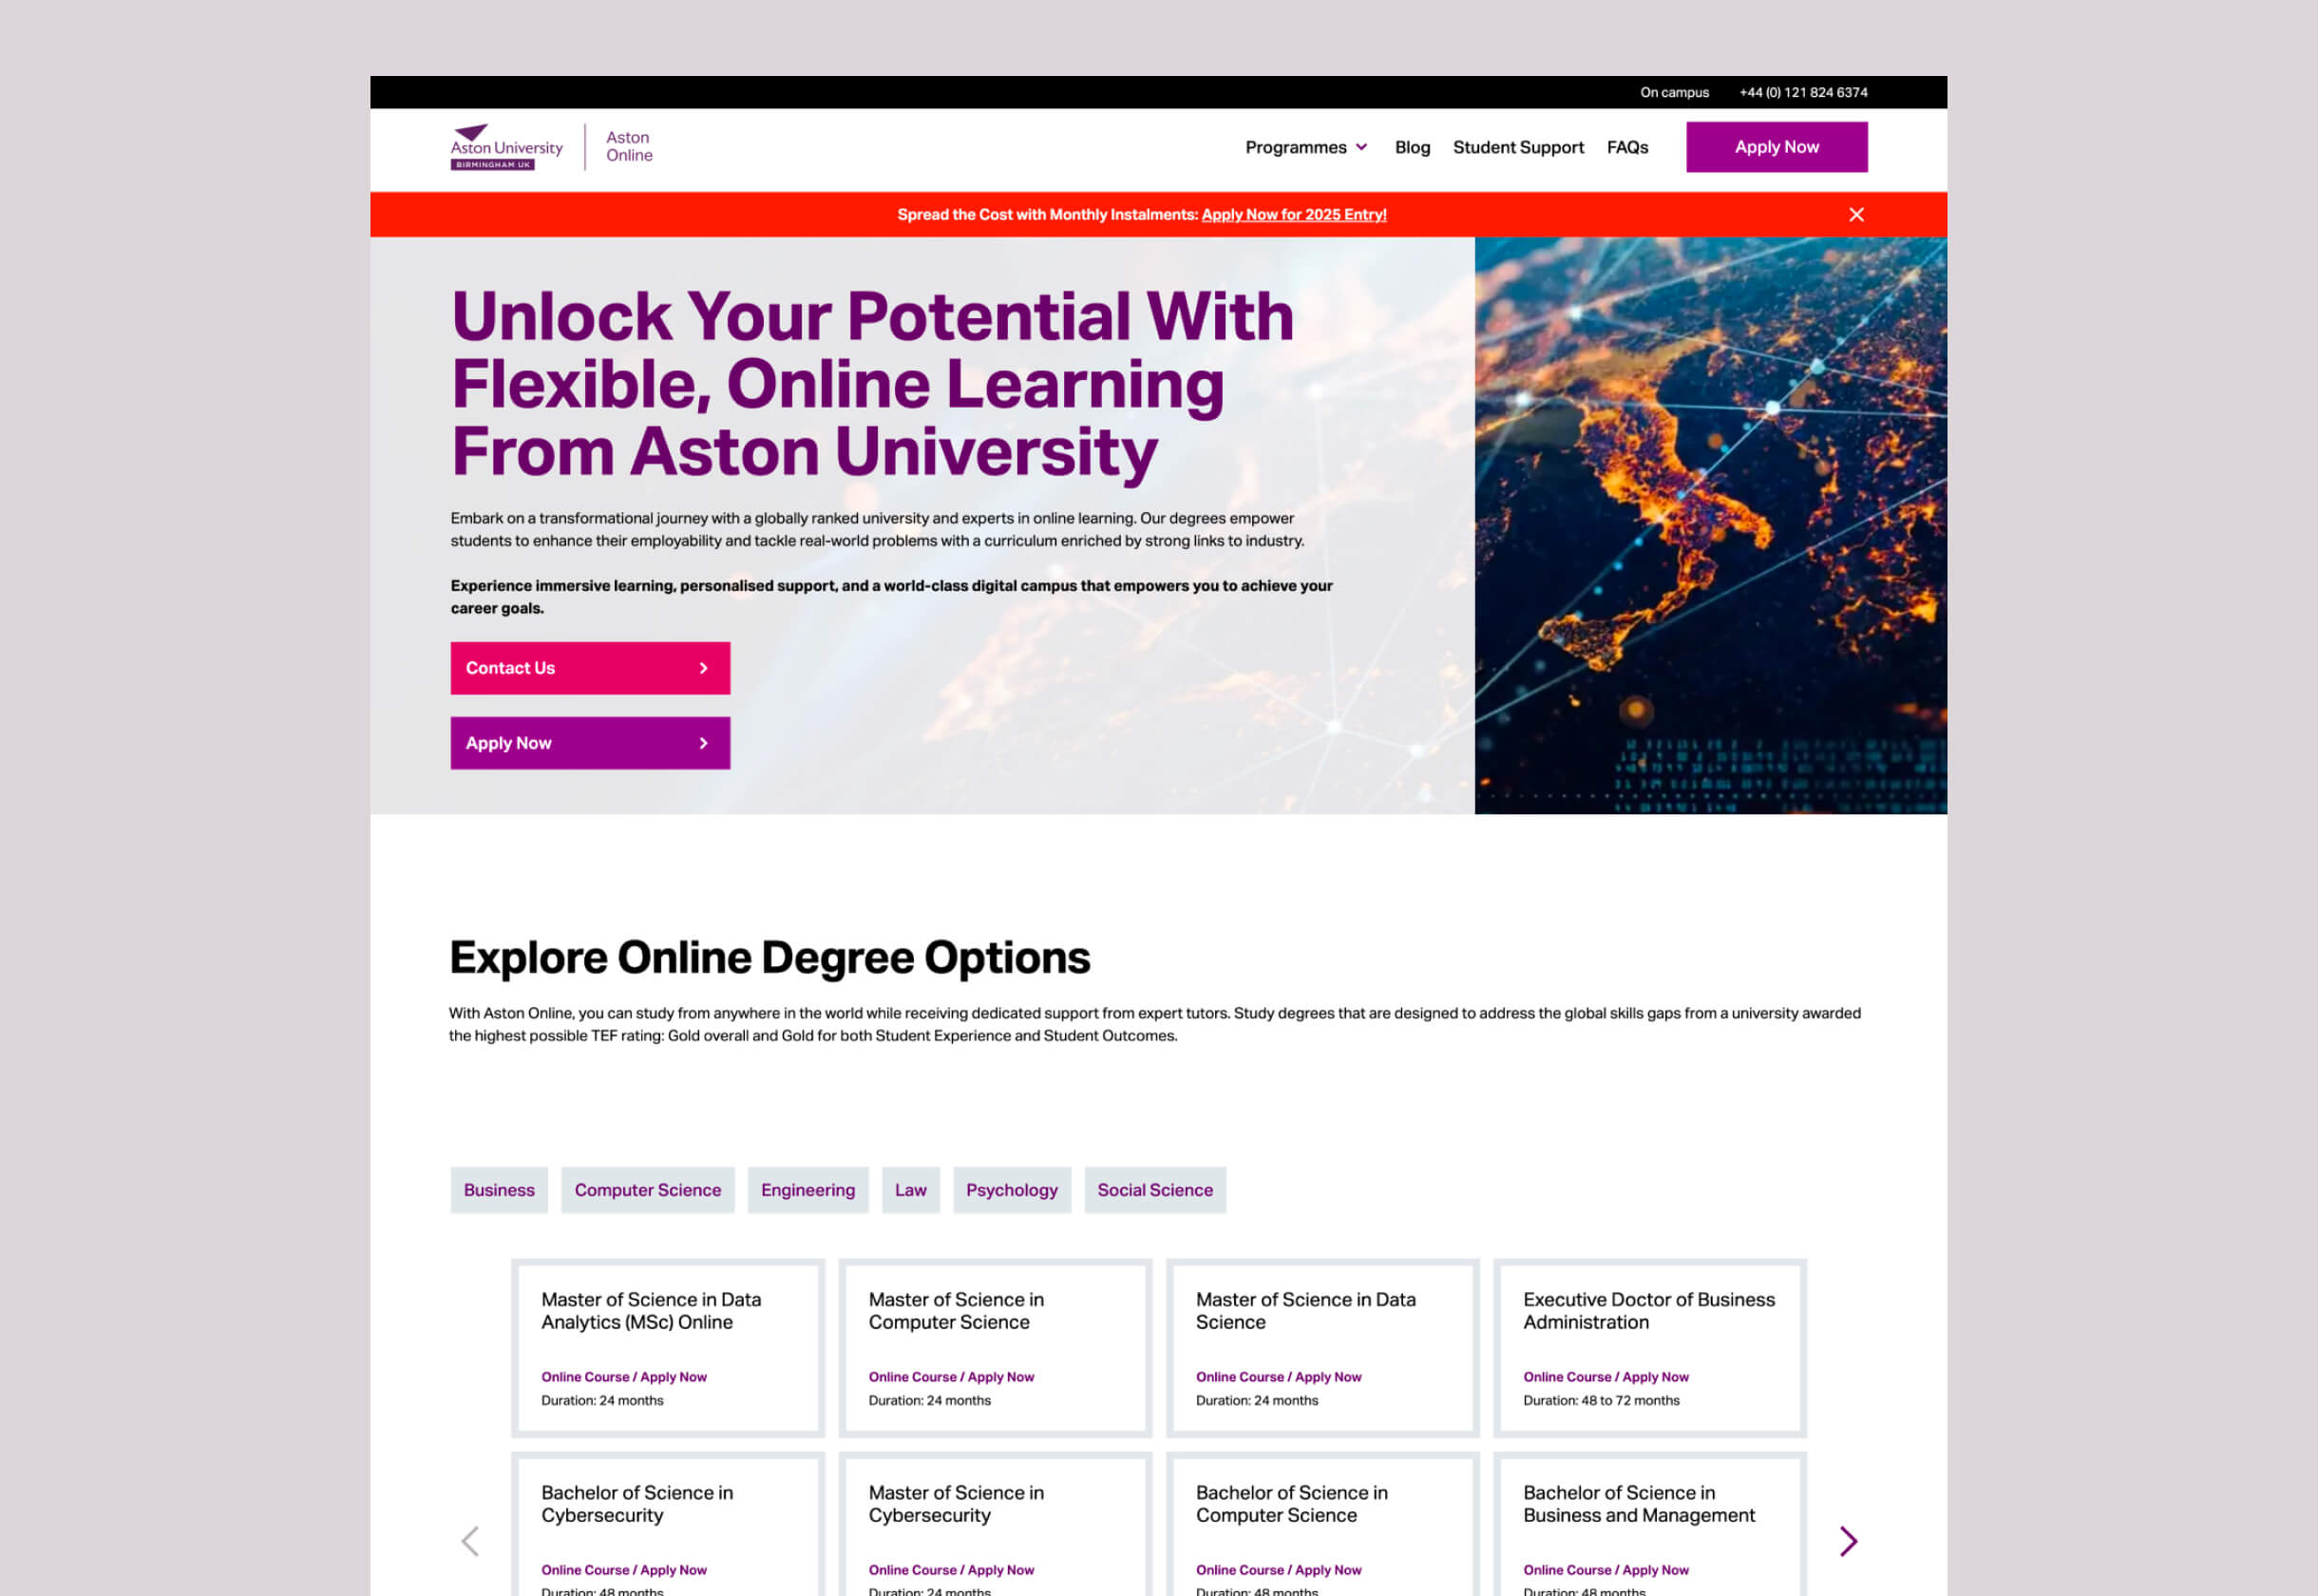 On campus +44 (0) 121 824 6374
Aston University
BIRMINGHAM UK
Aston
Online
Programmes Blog Student Support FAQs Apply Now
Spread the Cost with Monthly Instalments: Apply Now for 2025 Entry!
Unlock Your Potential With
Flexible, Online Learning
From Aston University
Embark on a transformational journey with a globally ranked university and experts in online learning. Our degrees empower
students to enhance their employability and tackle real-world problems with a curriculum enriched by strong links to industry.
Experience immersive learning, personalised support, and a world-class digital campus that empowers you to achieve your
career goals.
Contact Us
Apply Now
Explore Online Degree Options
With Aston Online, you can study from anywhere in the world while receiving dedicated support from expert tutors. Study degrees that are designed to address the global skills gaps from a university awarded
the highest possible TEF rating: Gold overall and Gold for both Student Experience and Student Outcomes.
Business Computer Science Engineering Law Psychology Social Science
Master of Science in Data
Analytics (MSc) Online
Online Course / Apply Now
Duration: 24 months
Master of Science in
Computer Science
Online Course / Apply Now
Duration: 24 months
Master of Science in Data
Science
Online Course / Apply Now
Duration: 24 months
Executive Doctor of Business
Administration
Online Course / Apply Now
Duration: 48 to 72 months
Bachelor of Science in
Cybersecurity
Online Course / Apply Now
Duration: 48 months
Master of Science in
Cybersecurity
Online Course / Apply Now
Duration: 24 months
Bachelor of Science in
Computer Science
Online Course / Apply Now
Duration: 48 months
Bachelor of Science in
Business and Management
Online Course / Apply Now
Duration: 48 months